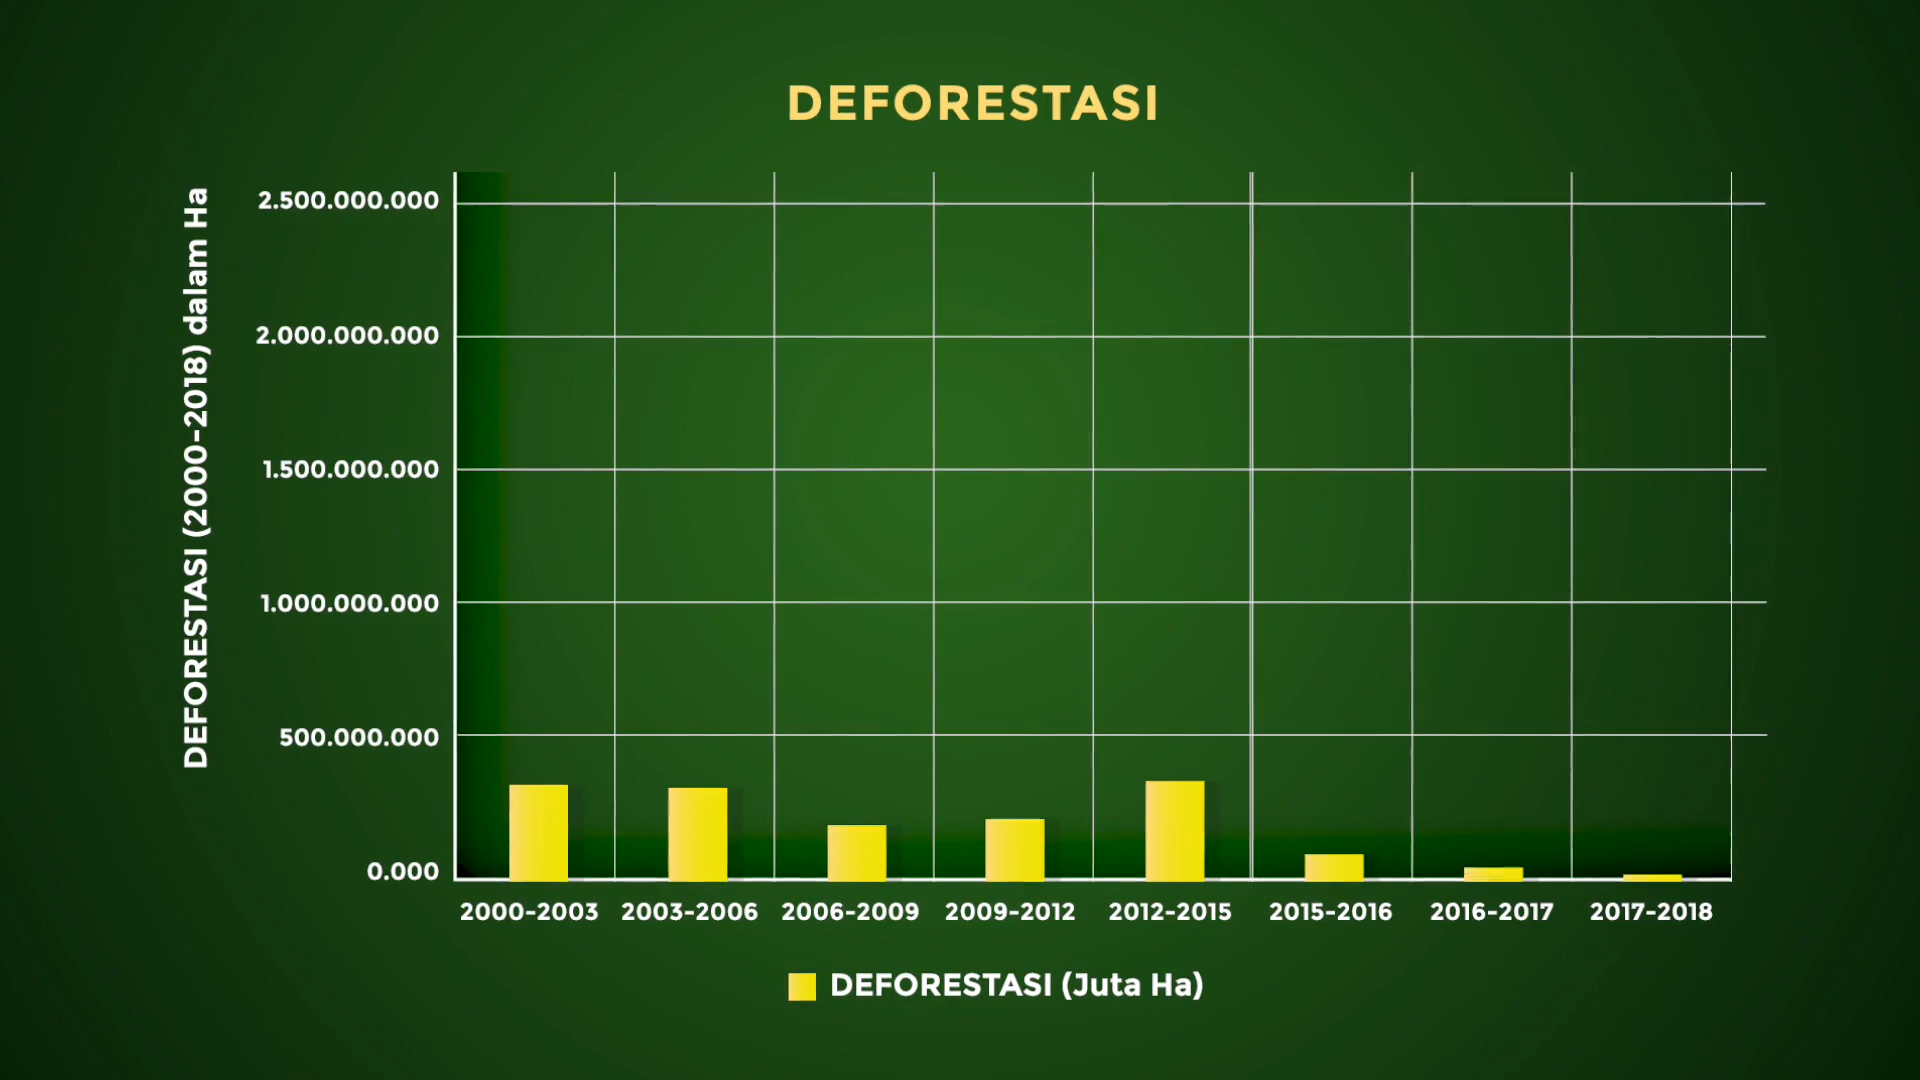 DEFORESTASI
DEFORESTASI (2000-2018) dalam Ha
2.500.000.000
2.000.000.000
1.500.000.000
1.000.000.000
500.000.000
0.000
2000-2003 2003-2006 2006-2009 2009-2012 2012-2015 2015-2016 2016-2017 2017-2018
DEFORESTASI (Juta Ha)